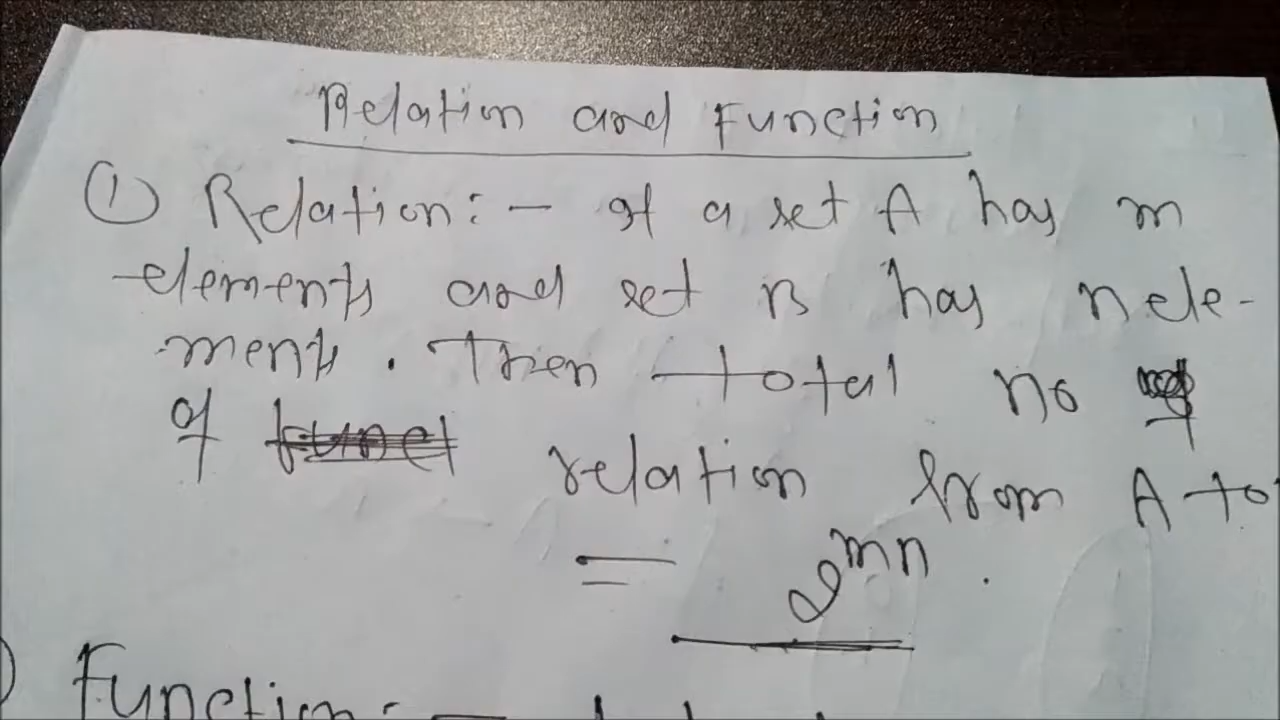 Relation and Function
① Relation:- If a set A has m
elements and set B has n ele-
ments. Then total no
of relation from A to
= 2^mn.
Function:-